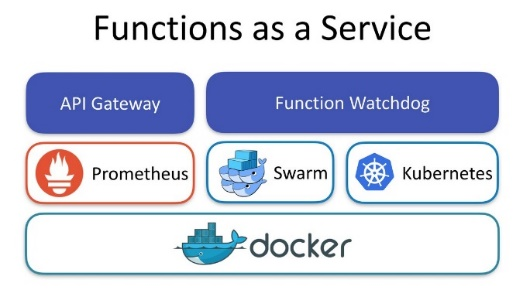 Functions as a Service
API Gateway
Function Watchdog
Prometheus
Swarm
Kubernetes
docker